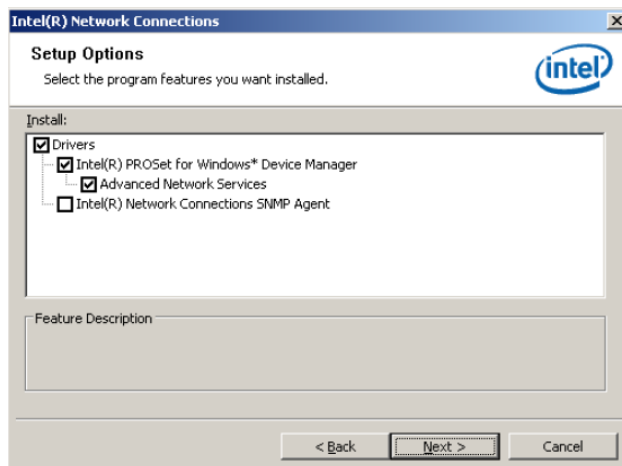 Intel(R) Network Connections
Setup Options
Select the program features you want installed.
intel
Install:
Drivers
Intel(R) PROSet for Windows* Device Manager
Advanced Network Services
Intel(R) Network Connections SNMP Agent
Feature Description
< Back
Next >
Cancel